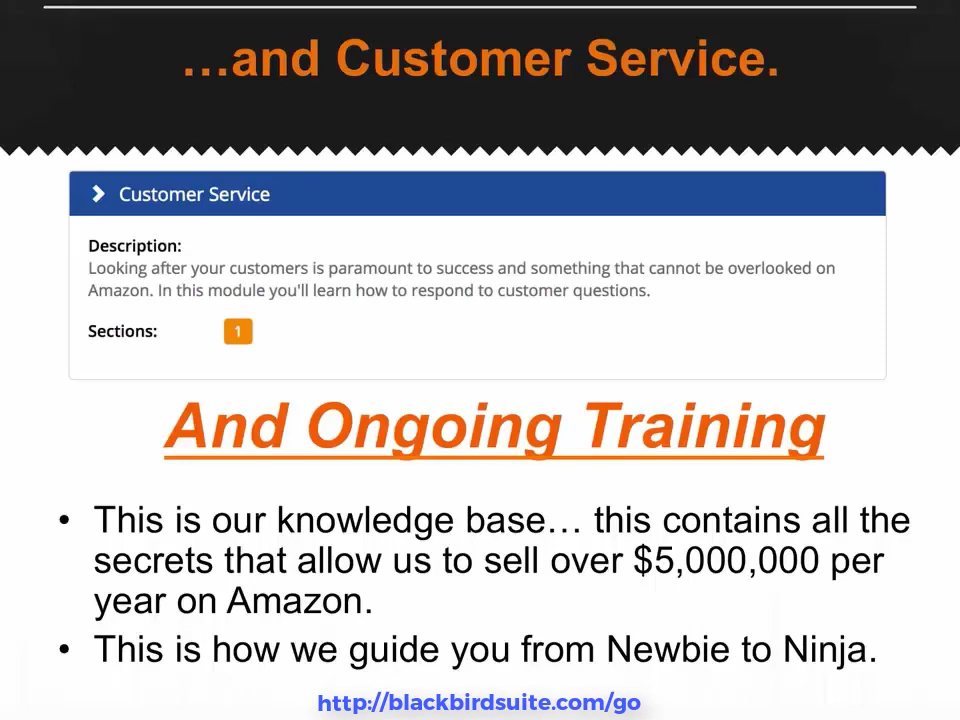 …and Customer Service.
Customer Service
Description:
Looking after your customers is paramount to success and something that cannot be overlooked on
Amazon. In this module you'll learn how to respond to customer questions.
Sections: 1
And Ongoing Training
• This is our knowledge base… this contains all the
secrets that allow us to sell over $5,000,000 per
year on Amazon.
• This is how we guide you from Newbie to Ninja.
http://blackbirdsuite.com/go